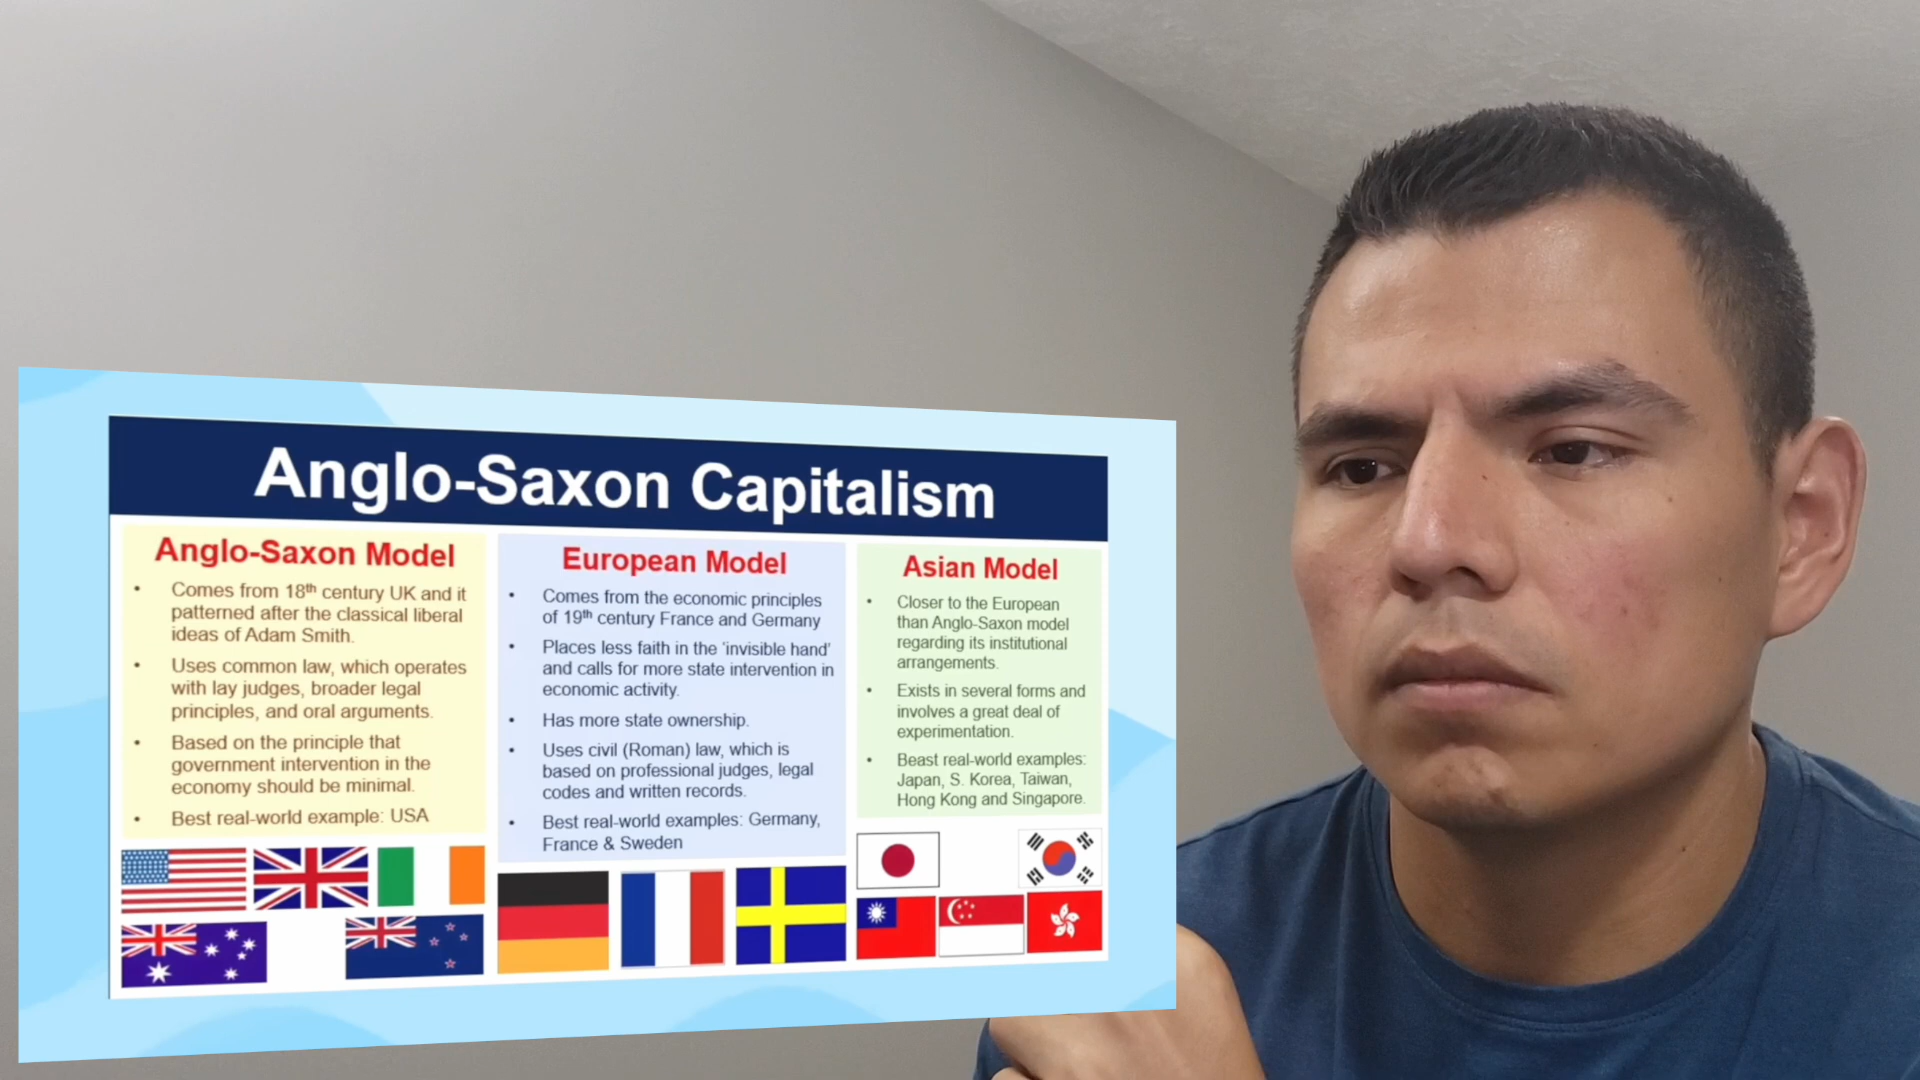 Anglo-Saxon Capitalism
Anglo-Saxon Model
• Comes from 18th century UK and it
patterned after the classical liberal
ideas of Adam Smith.
• Uses common law, which operates
with lay judges, broader legal
principles, and oral arguments.
• Based on the principle that
government intervention in the
economy should be minimal.
• Best real-world example: USA
European Model
• Comes from the economic principles
of 19th century France and Germany
• Places less faith in the 'invisible hand'
and calls for more state intervention in
economic activity.
• Has more state ownership.
• Uses civil (Roman) law, which is
based on professional judges, legal
codes and written records.
• Best real-world examples: Germany,
France & Sweden
Asian Model
• Closer to the European
than Anglo-Saxon model
regarding its institutional
arrangements.
• Exists in several forms and
involves a great deal of
experimentation.
• Beast real-world examples:
Japan, S. Korea, Taiwan,
Hong Kong and Singapore.